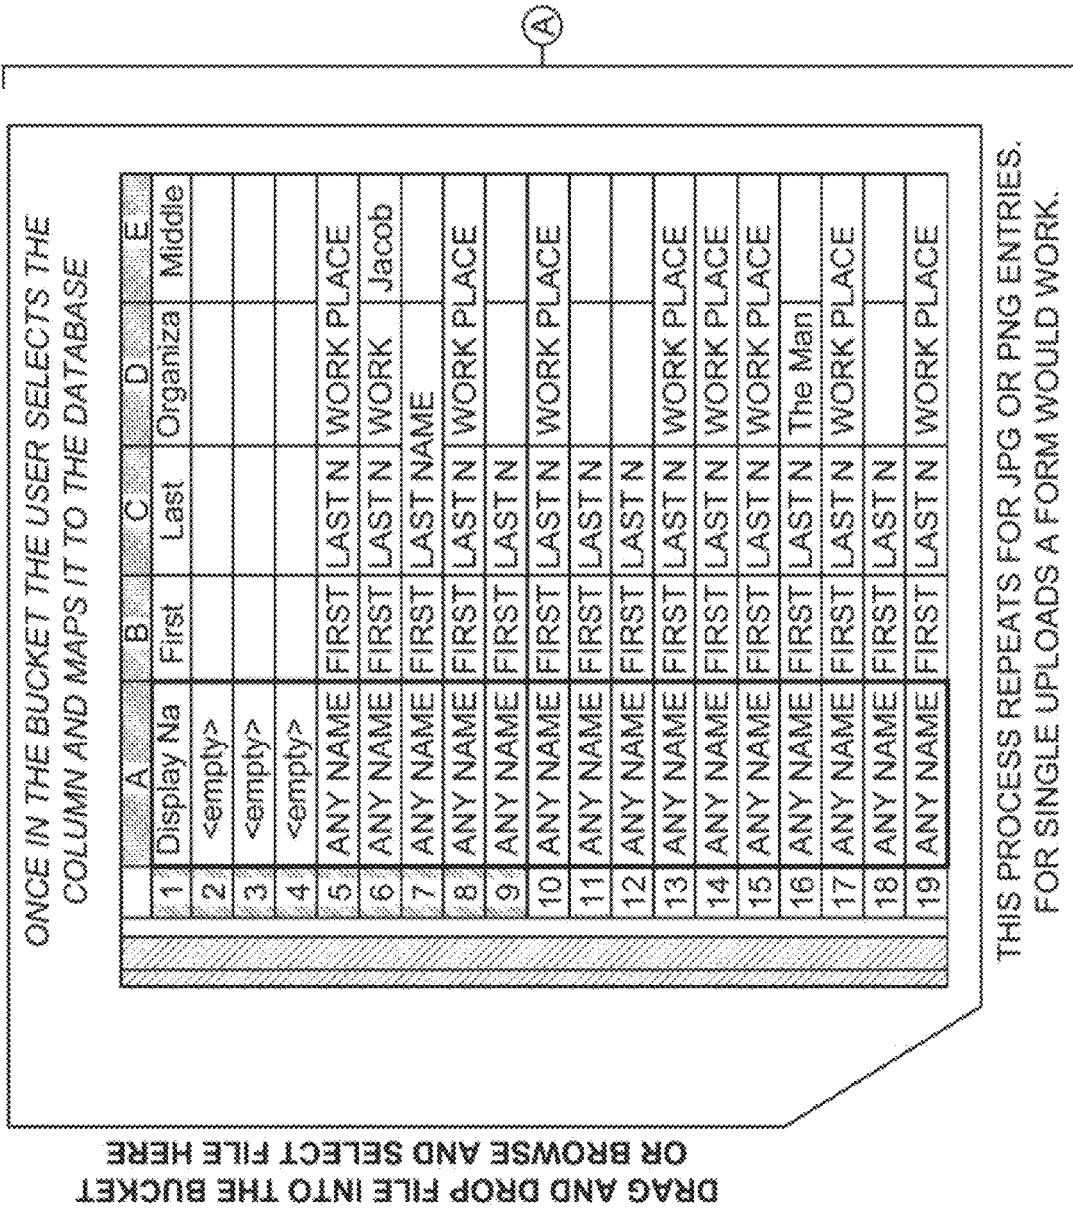 ONCE IN THE BUCKET THE USER SELECTS THE
COLUMN AND MAPS IT TO THE DATABASE
A B C D E
1 Display Na First Last Organiza Middle
2 <empty>
3 <empty>
4 <empty>
5 ANY NAME FIRST LAST N WORK PLACE
6 ANY NAME FIRST LAST N WORK Jacob
7 ANY NAME FIRST LAST NAME
8 ANY NAME FIRST LAST N WORK PLACE
9 ANY NAME FIRST LAST N
10 ANY NAME FIRST LAST N WORK PLACE
11 ANY NAME FIRST LAST N
12 ANY NAME FIRST LAST N
13 ANY NAME FIRST LAST N WORK PLACE
14 ANY NAME FIRST LAST N WORK PLACE
15 ANY NAME FIRST LAST N WORK PLACE
16 ANY NAME FIRST LAST N The Man
17 ANY NAME FIRST LAST N WORK PLACE
18 ANY NAME FIRST LAST N
19 ANY NAME FIRST LAST N WORK PLACE
THIS PROCESS REPEATS FOR JPG OR PNG ENTRIES.
FOR SINGLE UPLOADS A FORM WOULD WORK.
DRAG AND DROP FILE INTO THE BUCKET
OR BROWSE AND SELECT FILE HERE
A